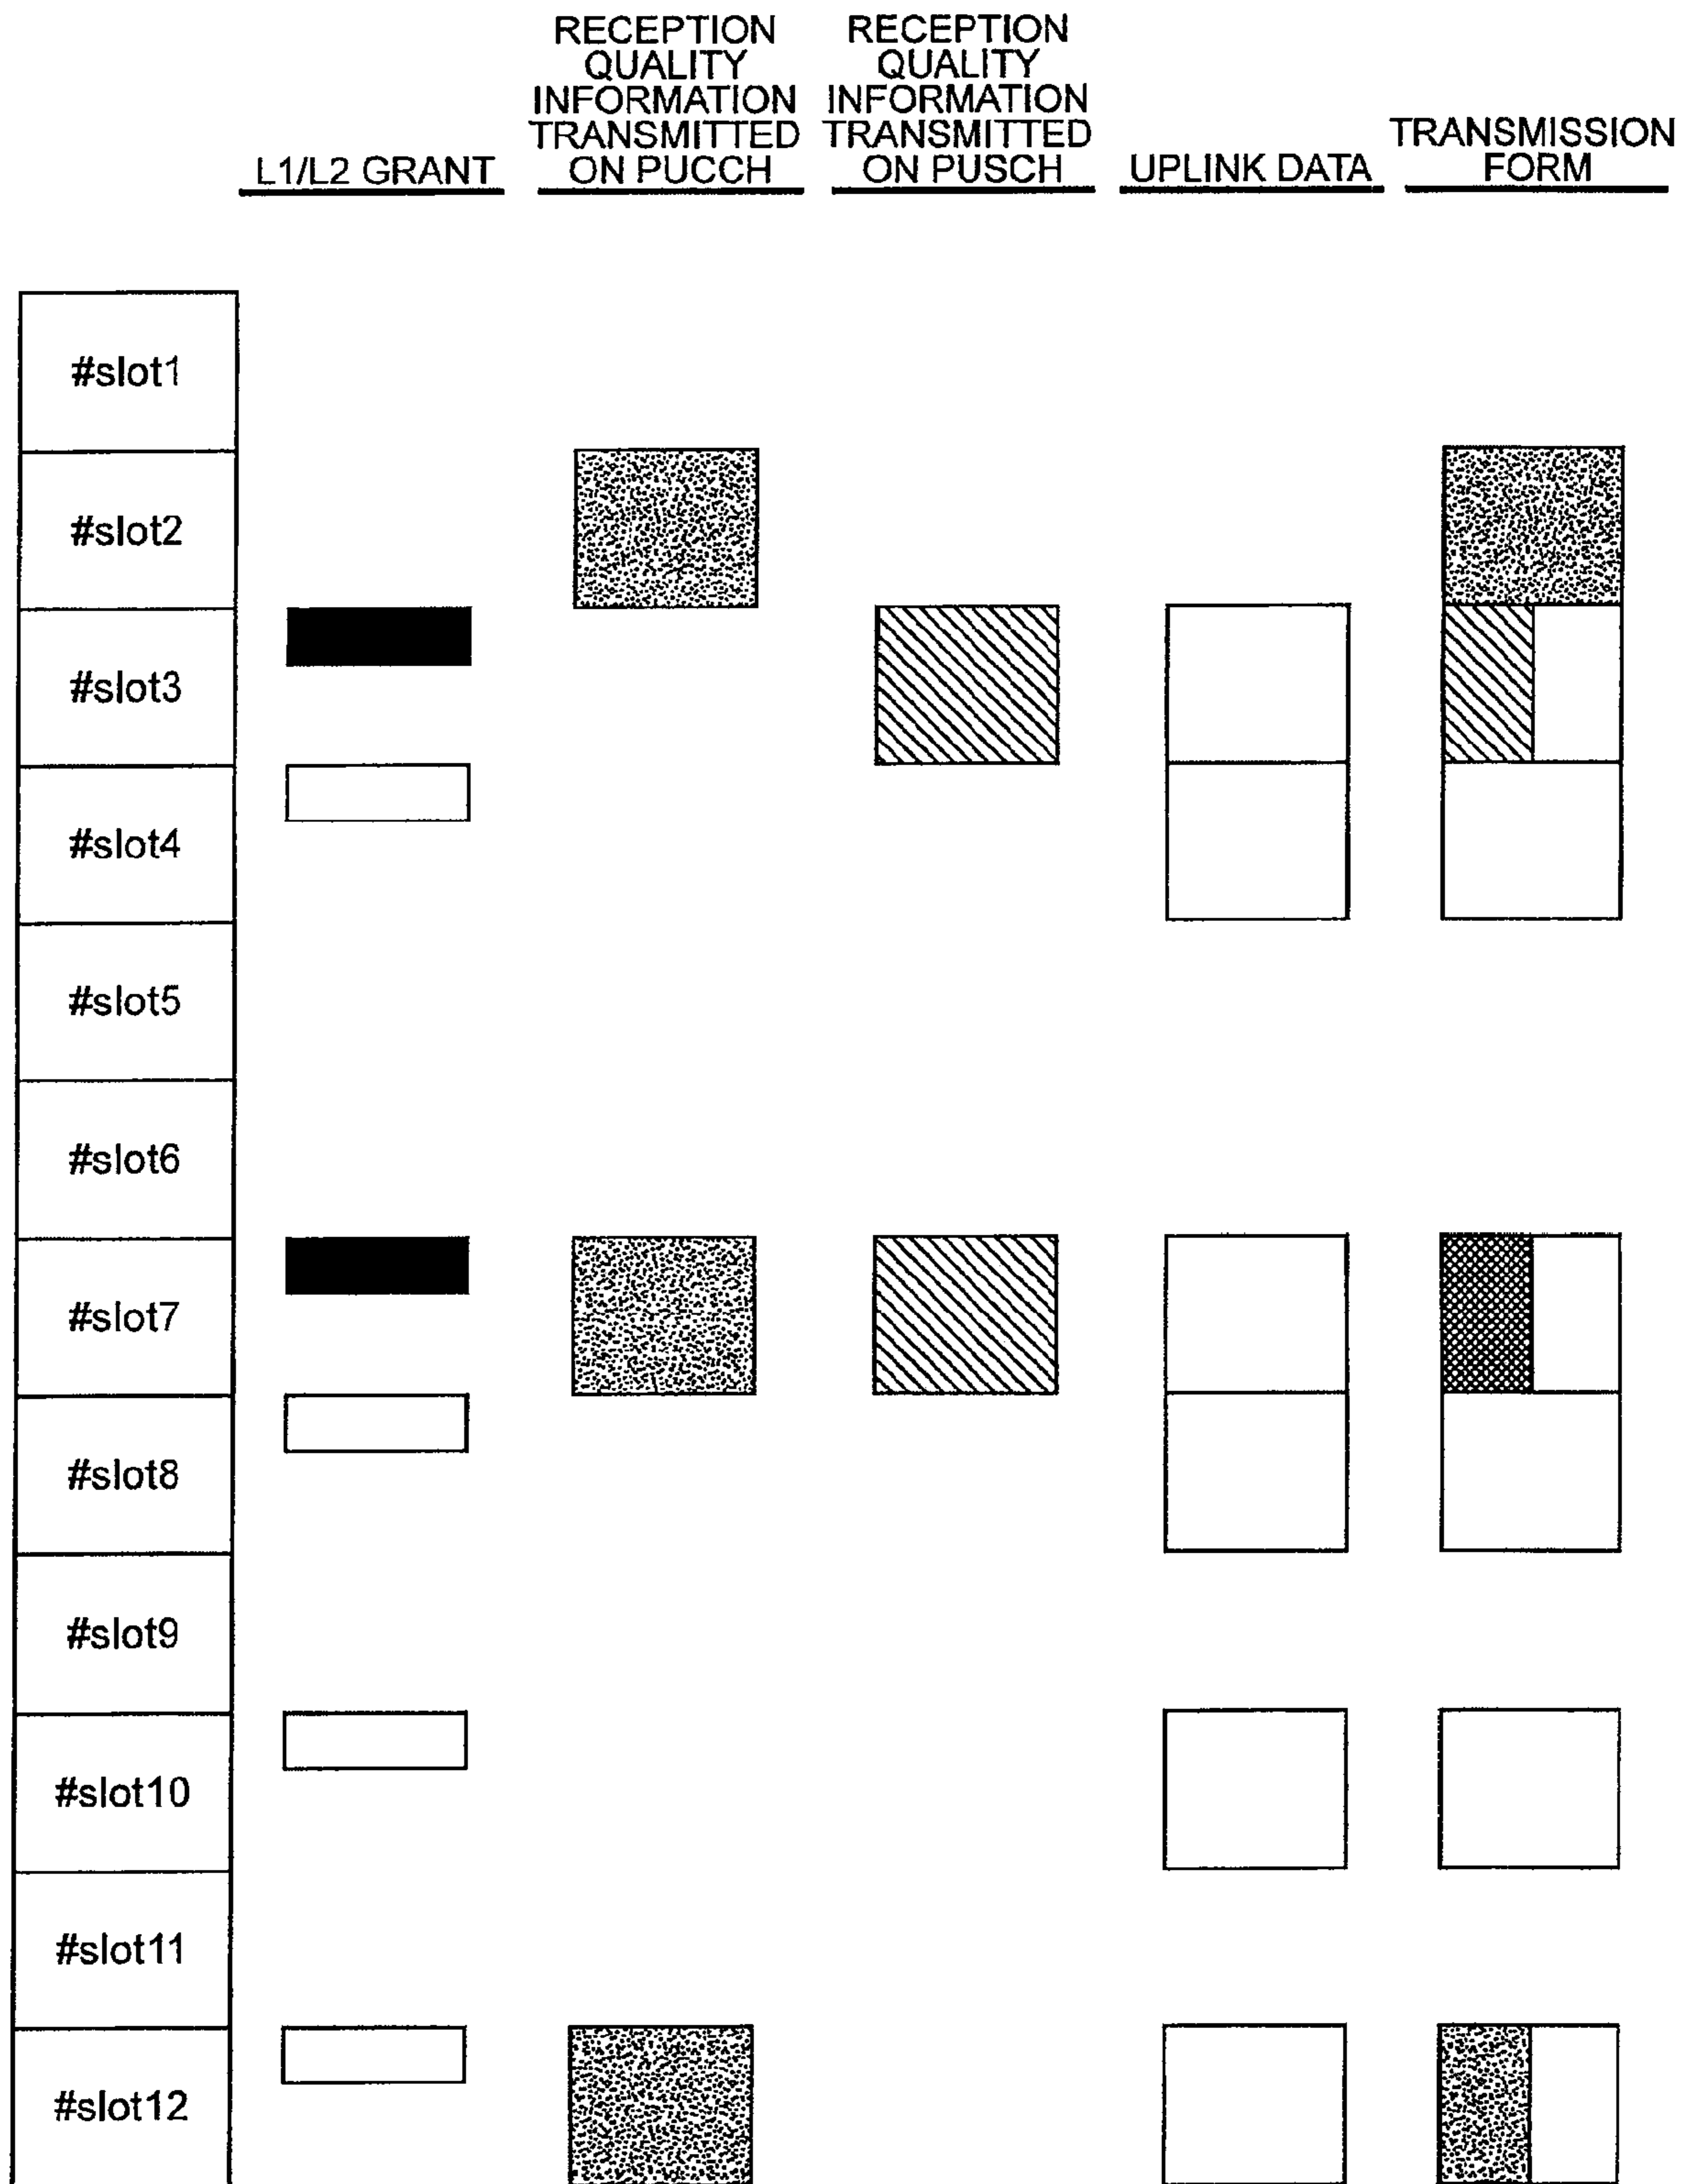 RECEPTION
QUALITY
INFORMATION
TRANSMITTED
ON PUCCH
RECEPTION
QUALITY
INFORMATION
TRANSMITTED
ON PUSCH
L1/L2 GRANT
UPLINK DATA
TRANSMISSION
FORM
#slot1
#slot2
#slot3
#slot4
#slot5
#slot6
#slot7
#slot8
#slot9
#slot10
#slot11
#slot12